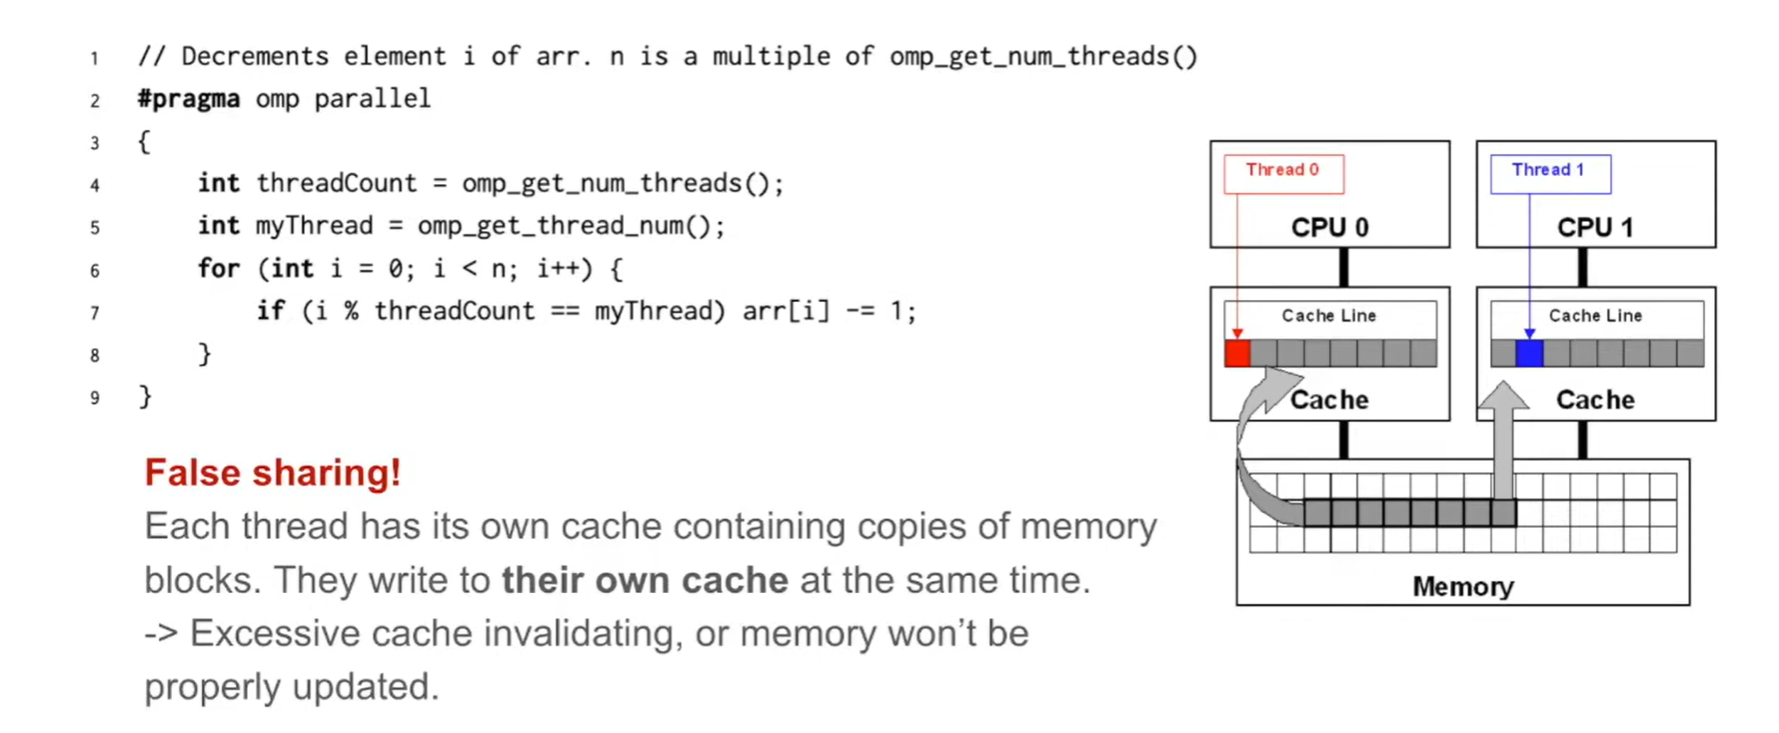 1 // Decrements element i of arr. n is a multiple of omp_get_num_threads()
2 #pragma omp parallel
3 {
4 int threadCount = omp_get_num_threads();
5 int myThread = omp_get_thread_num();
6 for (int i = 0; i < n; i++) {
7 if (i % threadCount == myThread) arr[i] -= 1;
8 }
9 }
False sharing!
Each thread has its own cache containing copies of memory
blocks. They write to their own cache at the same time.
-> Excessive cache invalidating, or memory won’t be
properly updated.
Thread 0
CPU 0
Cache Line
Cache
Thread 1
CPU 1
Cache Line
Cache
Memory